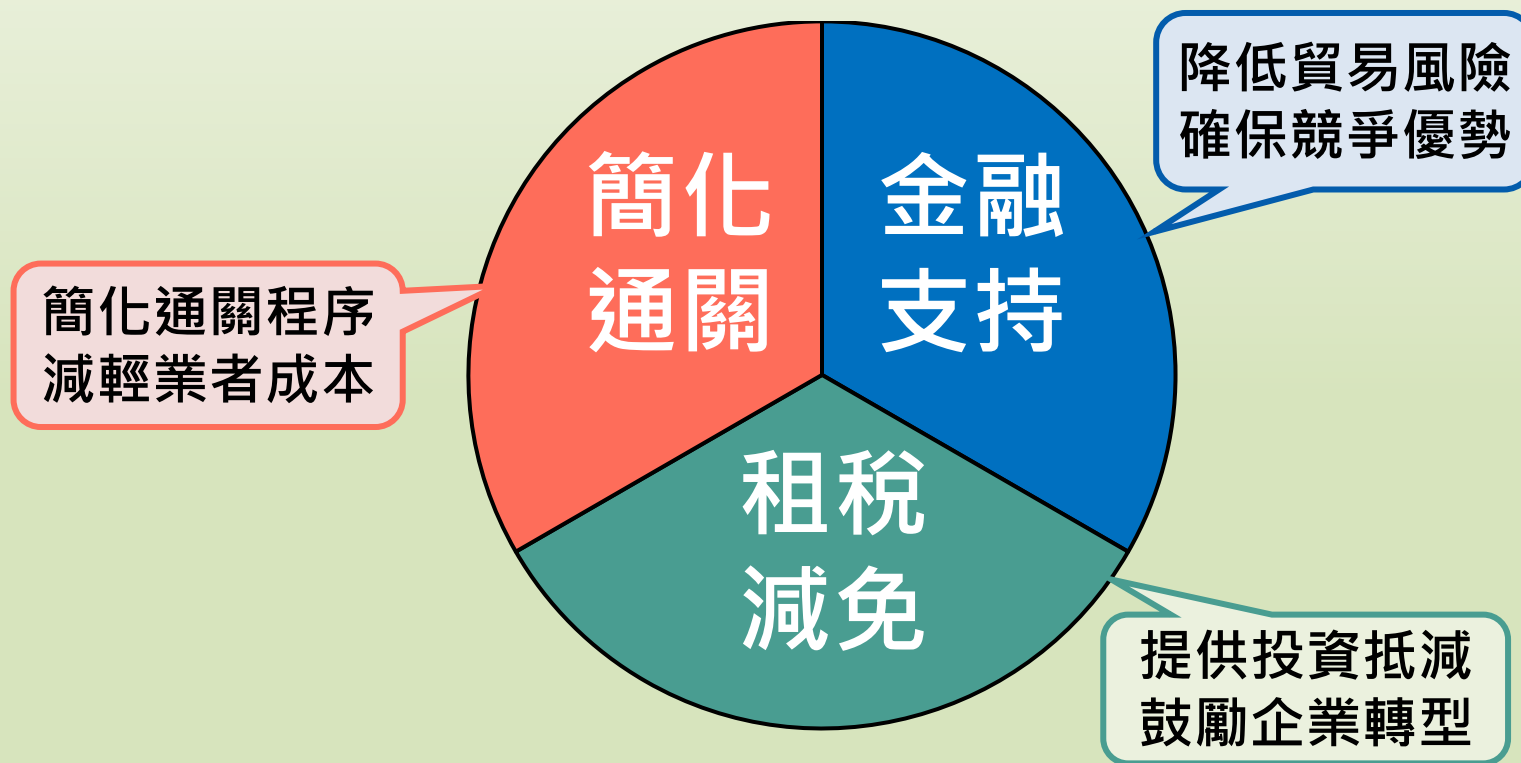 降低貿易風險
確保競爭優勢
簡化
通關
金融
支持
簡化通關程序
減輕業者成本
租稅
減免
提供投資抵減
鼓勵企業轉型